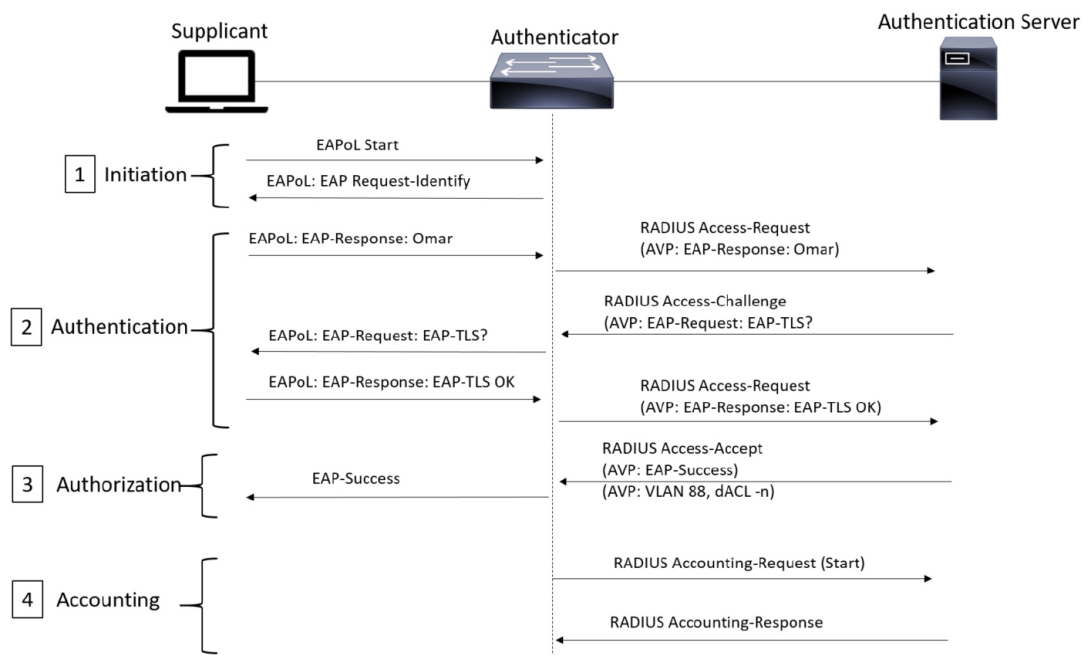 Supplicant
Authenticator
Authentication Server
1 Initiation
EAPoL Start
EAPoL: EAP Request-Identify
2 Authentication
EAPoL: EAP-Response: Omar
RADIUS Access-Request
(AVP: EAP-Response: Omar)
RADIUS Access-Challenge
(AVP: EAP-Request: EAP-TLS?
EAPoL: EAP-Request: EAP-TLS?
EAPoL: EAP-Response: EAP-TLS OK
RADIUS Access-Request
(AVP: EAP-Response: EAP-TLS OK)
3 Authorization
RADIUS Access-Accept
(AVP: EAP-Success)
(AVP: VLAN 88, dACL -n)
EAP-Success
4 Accounting
RADIUS Accounting-Request (Start)
RADIUS Accounting-Response